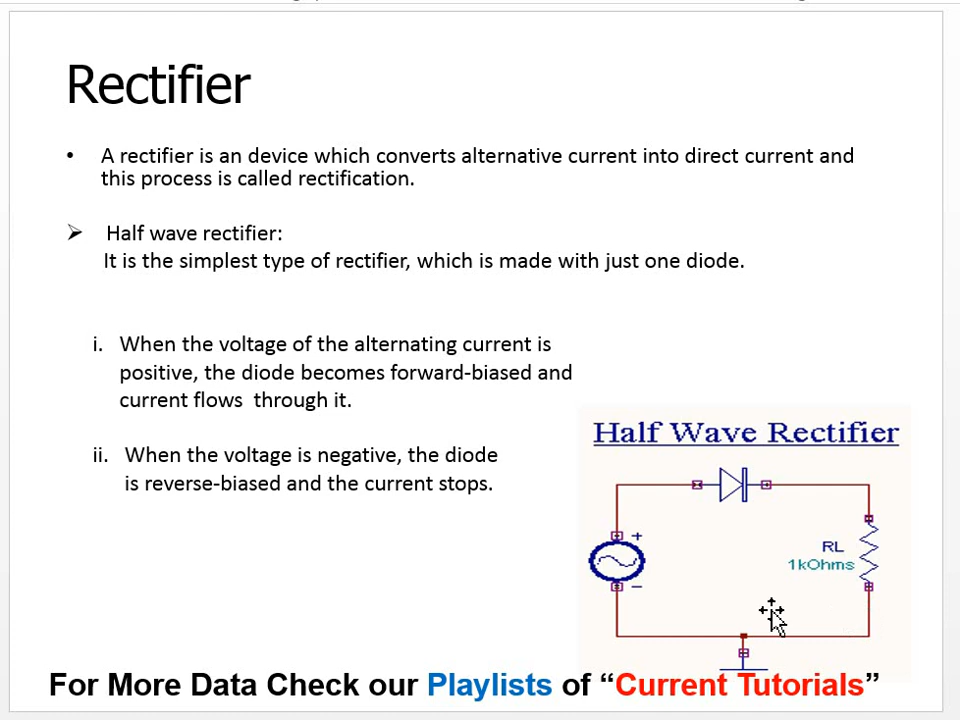 Rectifier
• A rectifier is an device which converts alternative current into direct current and
this process is called rectification.
➢ Half wave rectifier:
It is the simplest type of rectifier, which is made with just one diode.
i. When the voltage of the alternating current is
positive, the diode becomes forward-biased and
current flows through it.
ii. When the voltage is negative, the diode
is reverse-biased and the current stops.
Half Wave Rectifier
+
RL
1kOhms
−
For More Data Check our Playlists of “Current Tutorials”